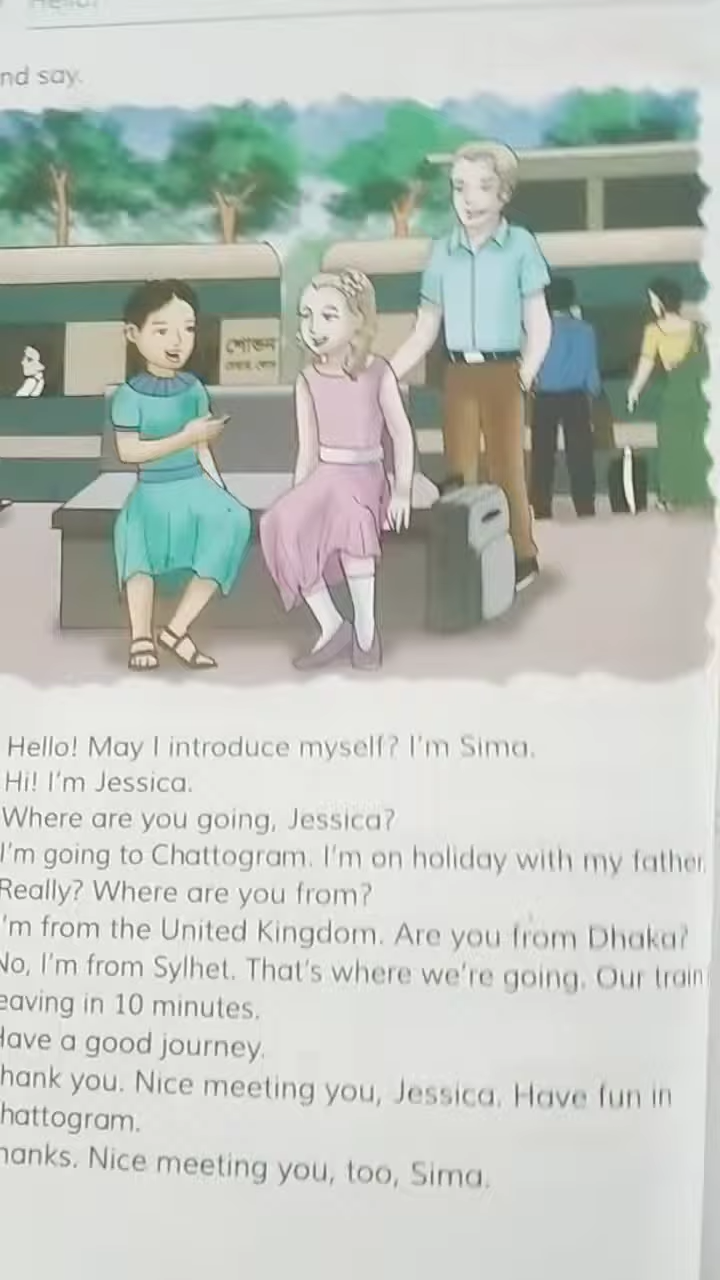 Hello!
nd say.
শোভন
Hello! May I introduce myself? I'm Sima.
Hi! I'm Jessica.
Where are you going, Jessica?
I'm going to Chattogram. I'm on holiday with my father.
Really? Where are you from?
'm from the United Kingdom. Are you from Dhaka?
No, I'm from Sylhet. That's where we're going. Our train
eaving in 10 minutes.
Have a good journey.
hank you. Nice meeting you, Jessica. Have fun in
hattogram.
hanks. Nice meeting you, too, Sima.